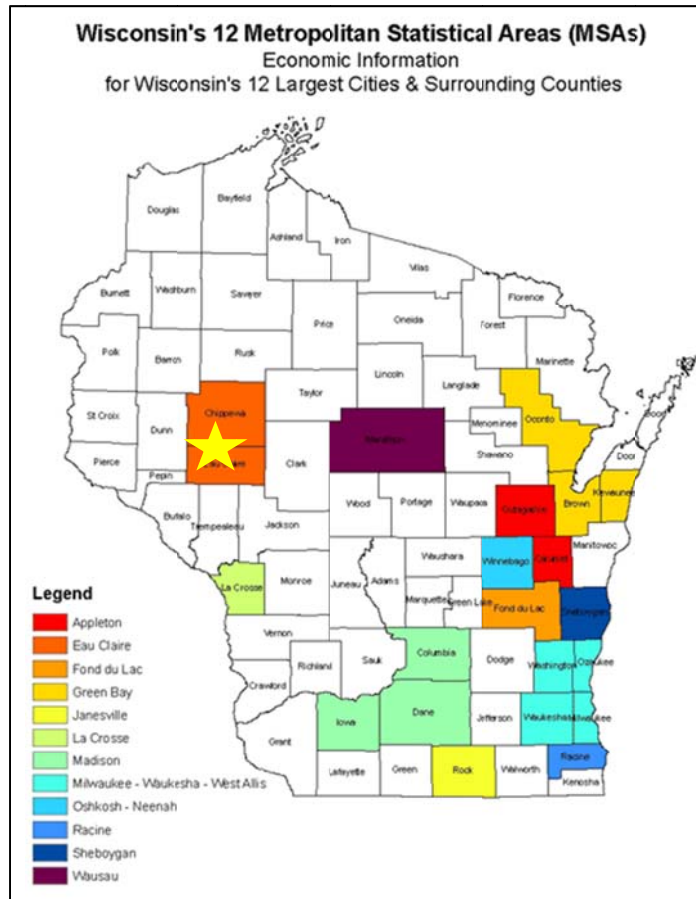 Wisconsin's 12 Metropolitan Statistical Areas (MSAs)
Economic Information
for Wisconsin's 12 Largest Cities & Surrounding Counties
Douglas
Bayfield
Ashland
Iron
Vilas
Burnett
Washburn
Sawyer
Price
Oneida
Forest
Florence
Marinette
Polk
Barron
Rusk
Lincoln
Langlade
Taylor
Chippewa
Oconto
Menominee
Door
St Croix
Dunn
Marathon
Shawano
Door
Pierce
Clark
Pepin
Eau Claire
Brown
Kewaunee
Wood
Portage
Waupaca
Outagamie
Buffalo
Trempealeau
Jackson
Manitowoc
Waushara
Winnebago
Calumet
La Crosse
Monroe
Juneau
Adams
Marquette
Green Lake
Fond du Lac
Sheboygan
Vernon
Richland
Sauk
Columbia
Dodge
Washington
Ozaukee
Crawford
Iowa
Dane
Jefferson
Waukesha
Milwaukee
Grant
Lafayette
Green
Rock
Walworth
Racine
Kenosha
Legend
Appleton
Eau Claire
Fond du Lac
Green Bay
Janesville
La Crosse
Madison
Milwaukee - Waukesha - West Allis
Oshkosh - Neenah
Racine
Sheboygan
Wausau